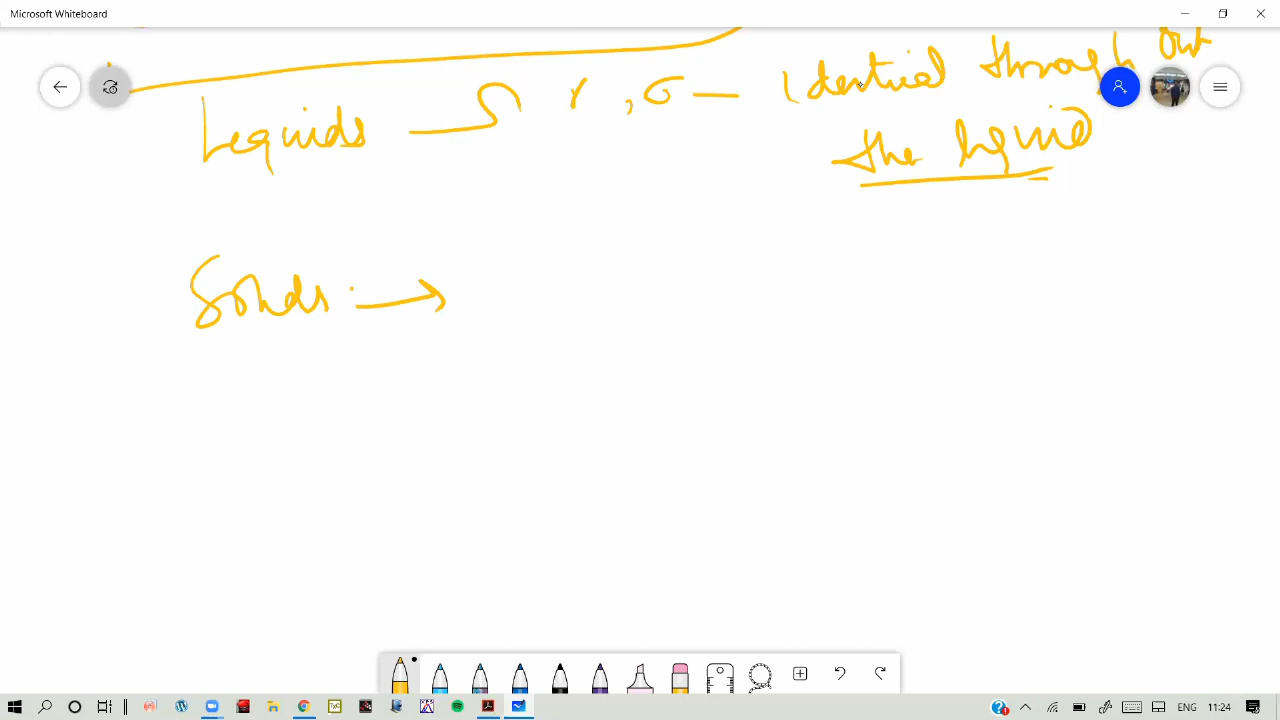 Microsoft Whiteboard
Liquids — γ, σ — Identical through out
the liquid
Solids →
ENG 11:24